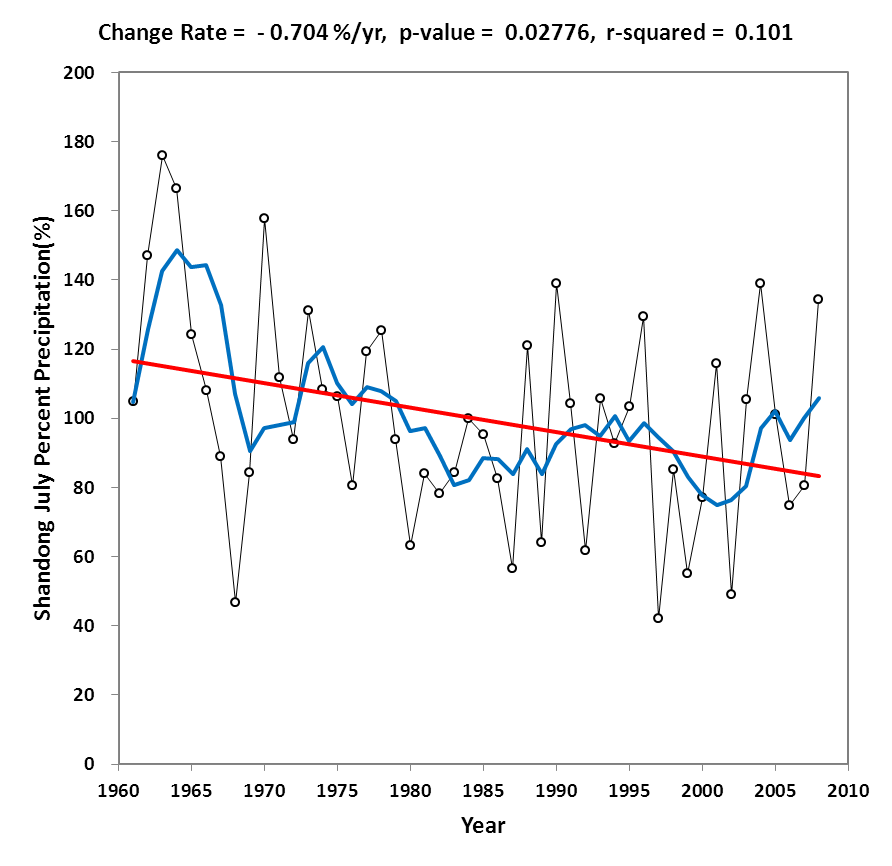 Change Rate = - 0.704 %/yr, p-value = 0.02776, r-squared = 0.101
Shandong July Percent Precipitation(%)
200
180
160
140
120
100
80
60
40
20
0
1960 1965 1970 1975 1980 1985 1990 1995 2000 2005 2010
Year